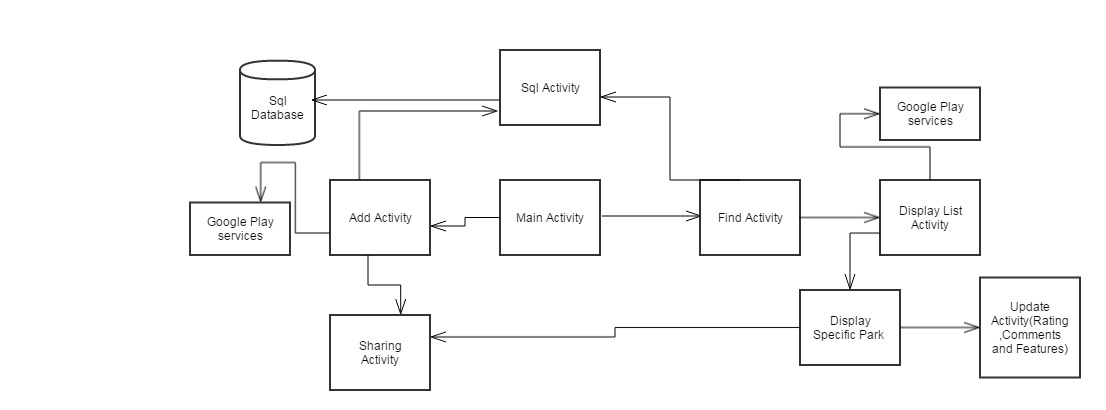 Sql Activity
Sql
Database
Google Play
services
Google Play
services
Add Activity
Main Activity
Find Activity
Display List
Activity
Sharing
Activity
Display
Specific Park
Update
Activity(Rating
,Comments
and Features)